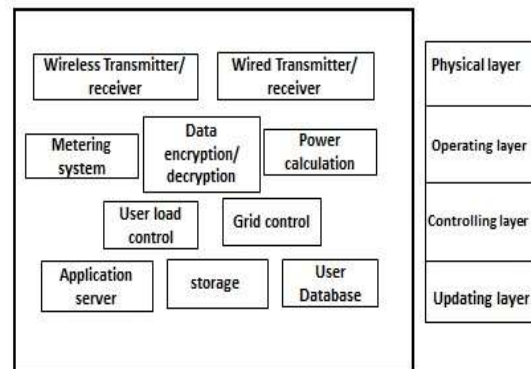 Wireless Transmitter/
receiver
Wired Transmitter/
receiver
Physical layer
Metering
system
Data
encryption/
decryption
Power
calculation
Operating layer
User load
control
Grid control
Controlling layer
Application
server
storage
User
Database
Updating layer